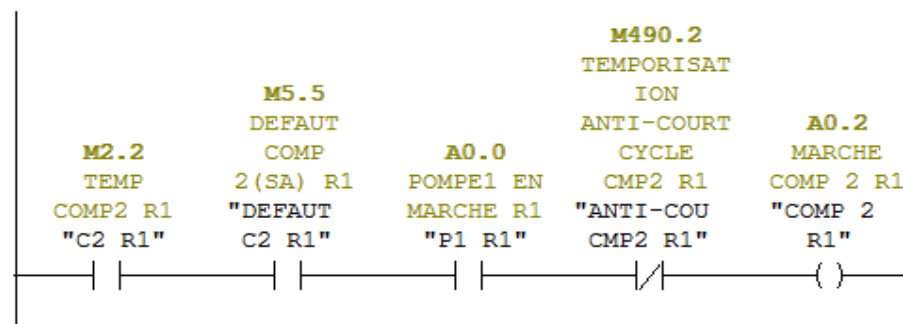 M2.2
TEMP
COMP2 R1
"C2 R1"
M5.5
DEFAUT
COMP
2(SA) R1
"DEFAUT
C2 R1"
A0.0
POMPE1 EN
MARCHE R1
"P1 R1"
M490.2
TEMPORISAT
ION
ANTI-COURT
CYCLE
CMP2 R1
"ANTI-COU
CMP2 R1"
A0.2
MARCHE
COMP 2 R1
"COMP 2
R1"